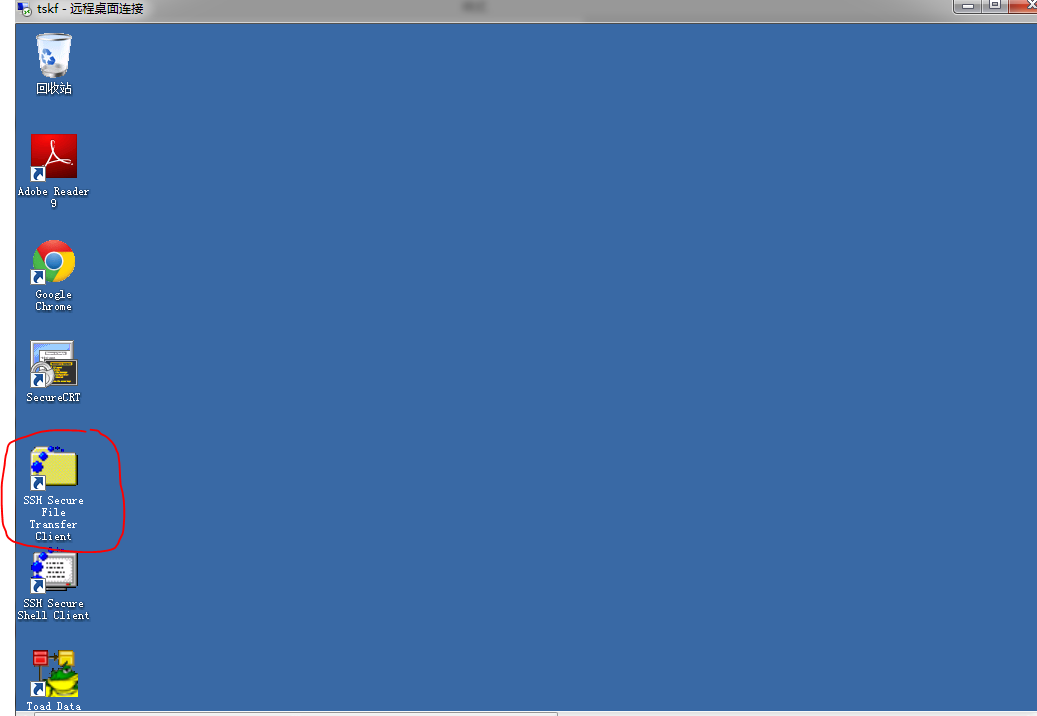 tskf - 远程桌面连接
回收站
Adobe Reader
9
Google
Chrome
SecureCRT
SSH Secure
File
Transfer
Client
SSH Secure
Shell Client
Toad Data